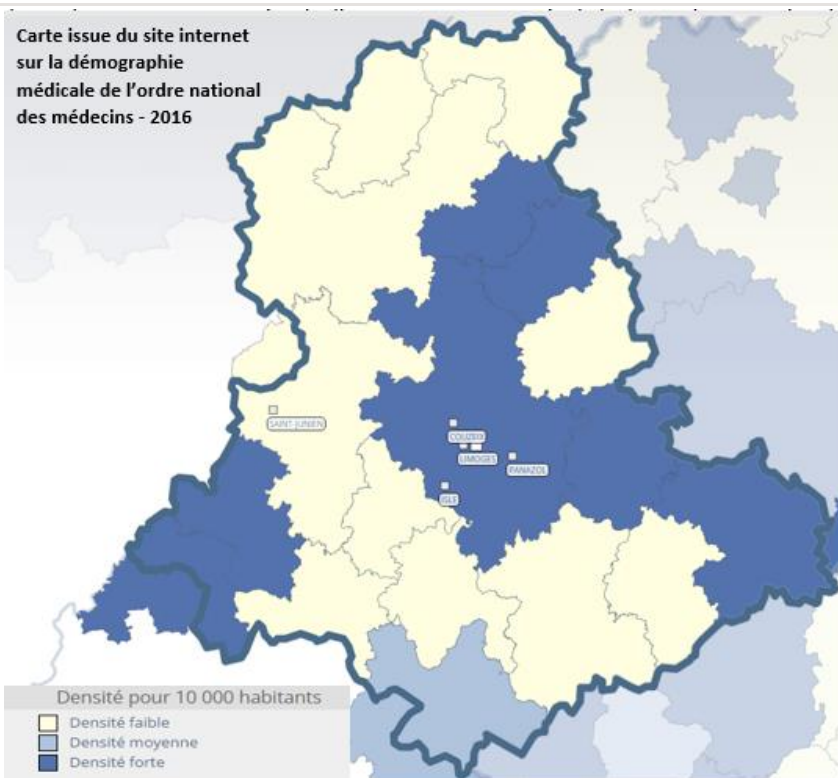 Carte issue du site internet
sur la démographie
médicale de l'ordre national
des médecins - 2016
SAINT-JUNIEN
COUZEIX
LIMOGES
PANAZOL
ISLE
Densité pour 10 000 habitants
Densité faible
Densité moyenne
Densité forte